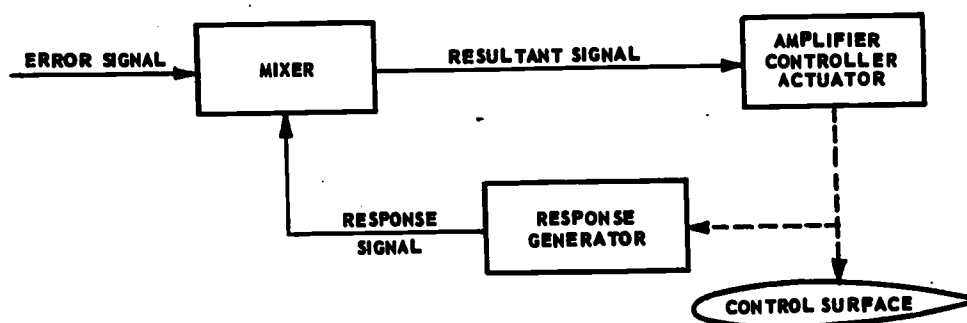 ERROR SIGNAL
MIXER
RESULTANT SIGNAL
AMPLIFIER
CONTROLLER
ACTUATOR
RESPONSE
SIGNAL
RESPONSE
GENERATOR
CONTROL SURFACE